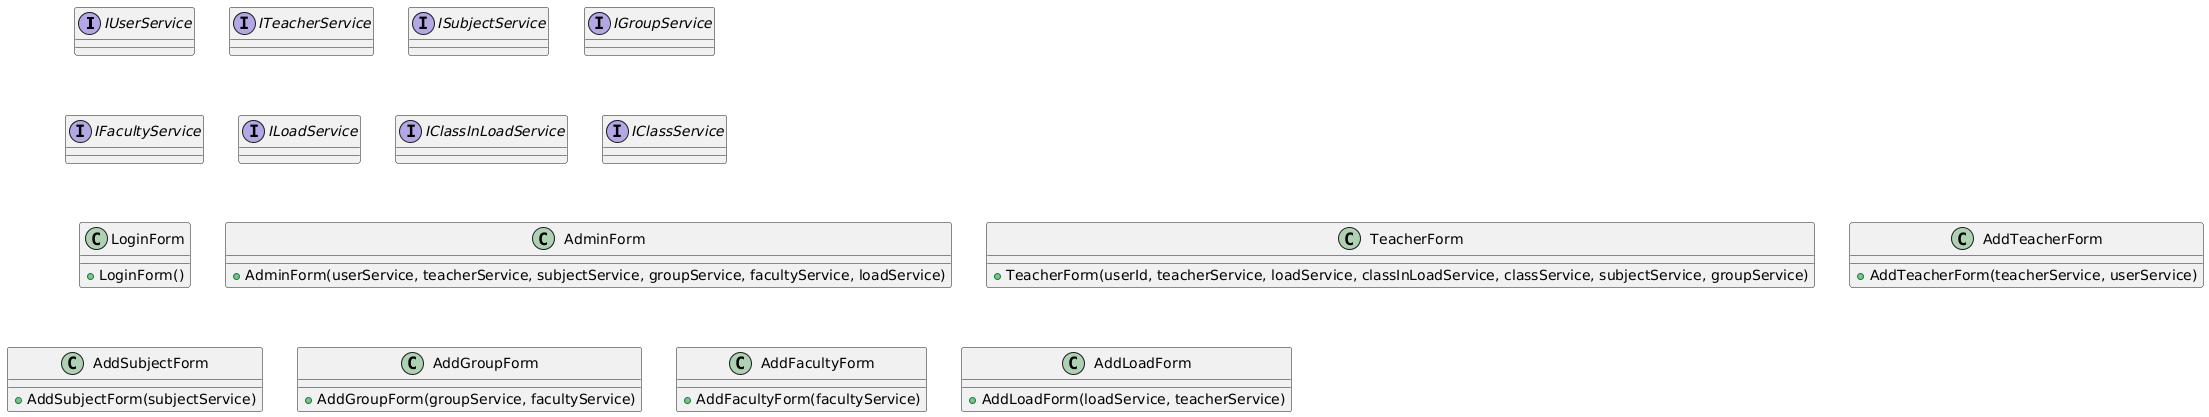 I IUserService
I ITeacherService
I ISubjectService
I IGroupService
I IFacultyService
I ILoadService
I IClassInLoadService
I IClassService
C LoginForm
LoginForm()
C AdminForm
AdminForm(userService, teacherService, subjectService, groupService, facultyService, loadService)
C TeacherForm
TeacherForm(userId, teacherService, loadService, classInLoadService, classService, subjectService, groupService)
C AddTeacherForm
AddTeacherForm(teacherService, userService)
C AddSubjectForm
AddSubjectForm(subjectService)
C AddGroupForm
AddGroupForm(groupService, facultyService)
C AddFacultyForm
AddFacultyForm(facultyService)
C AddLoadForm
AddLoadForm(loadService, teacherService)